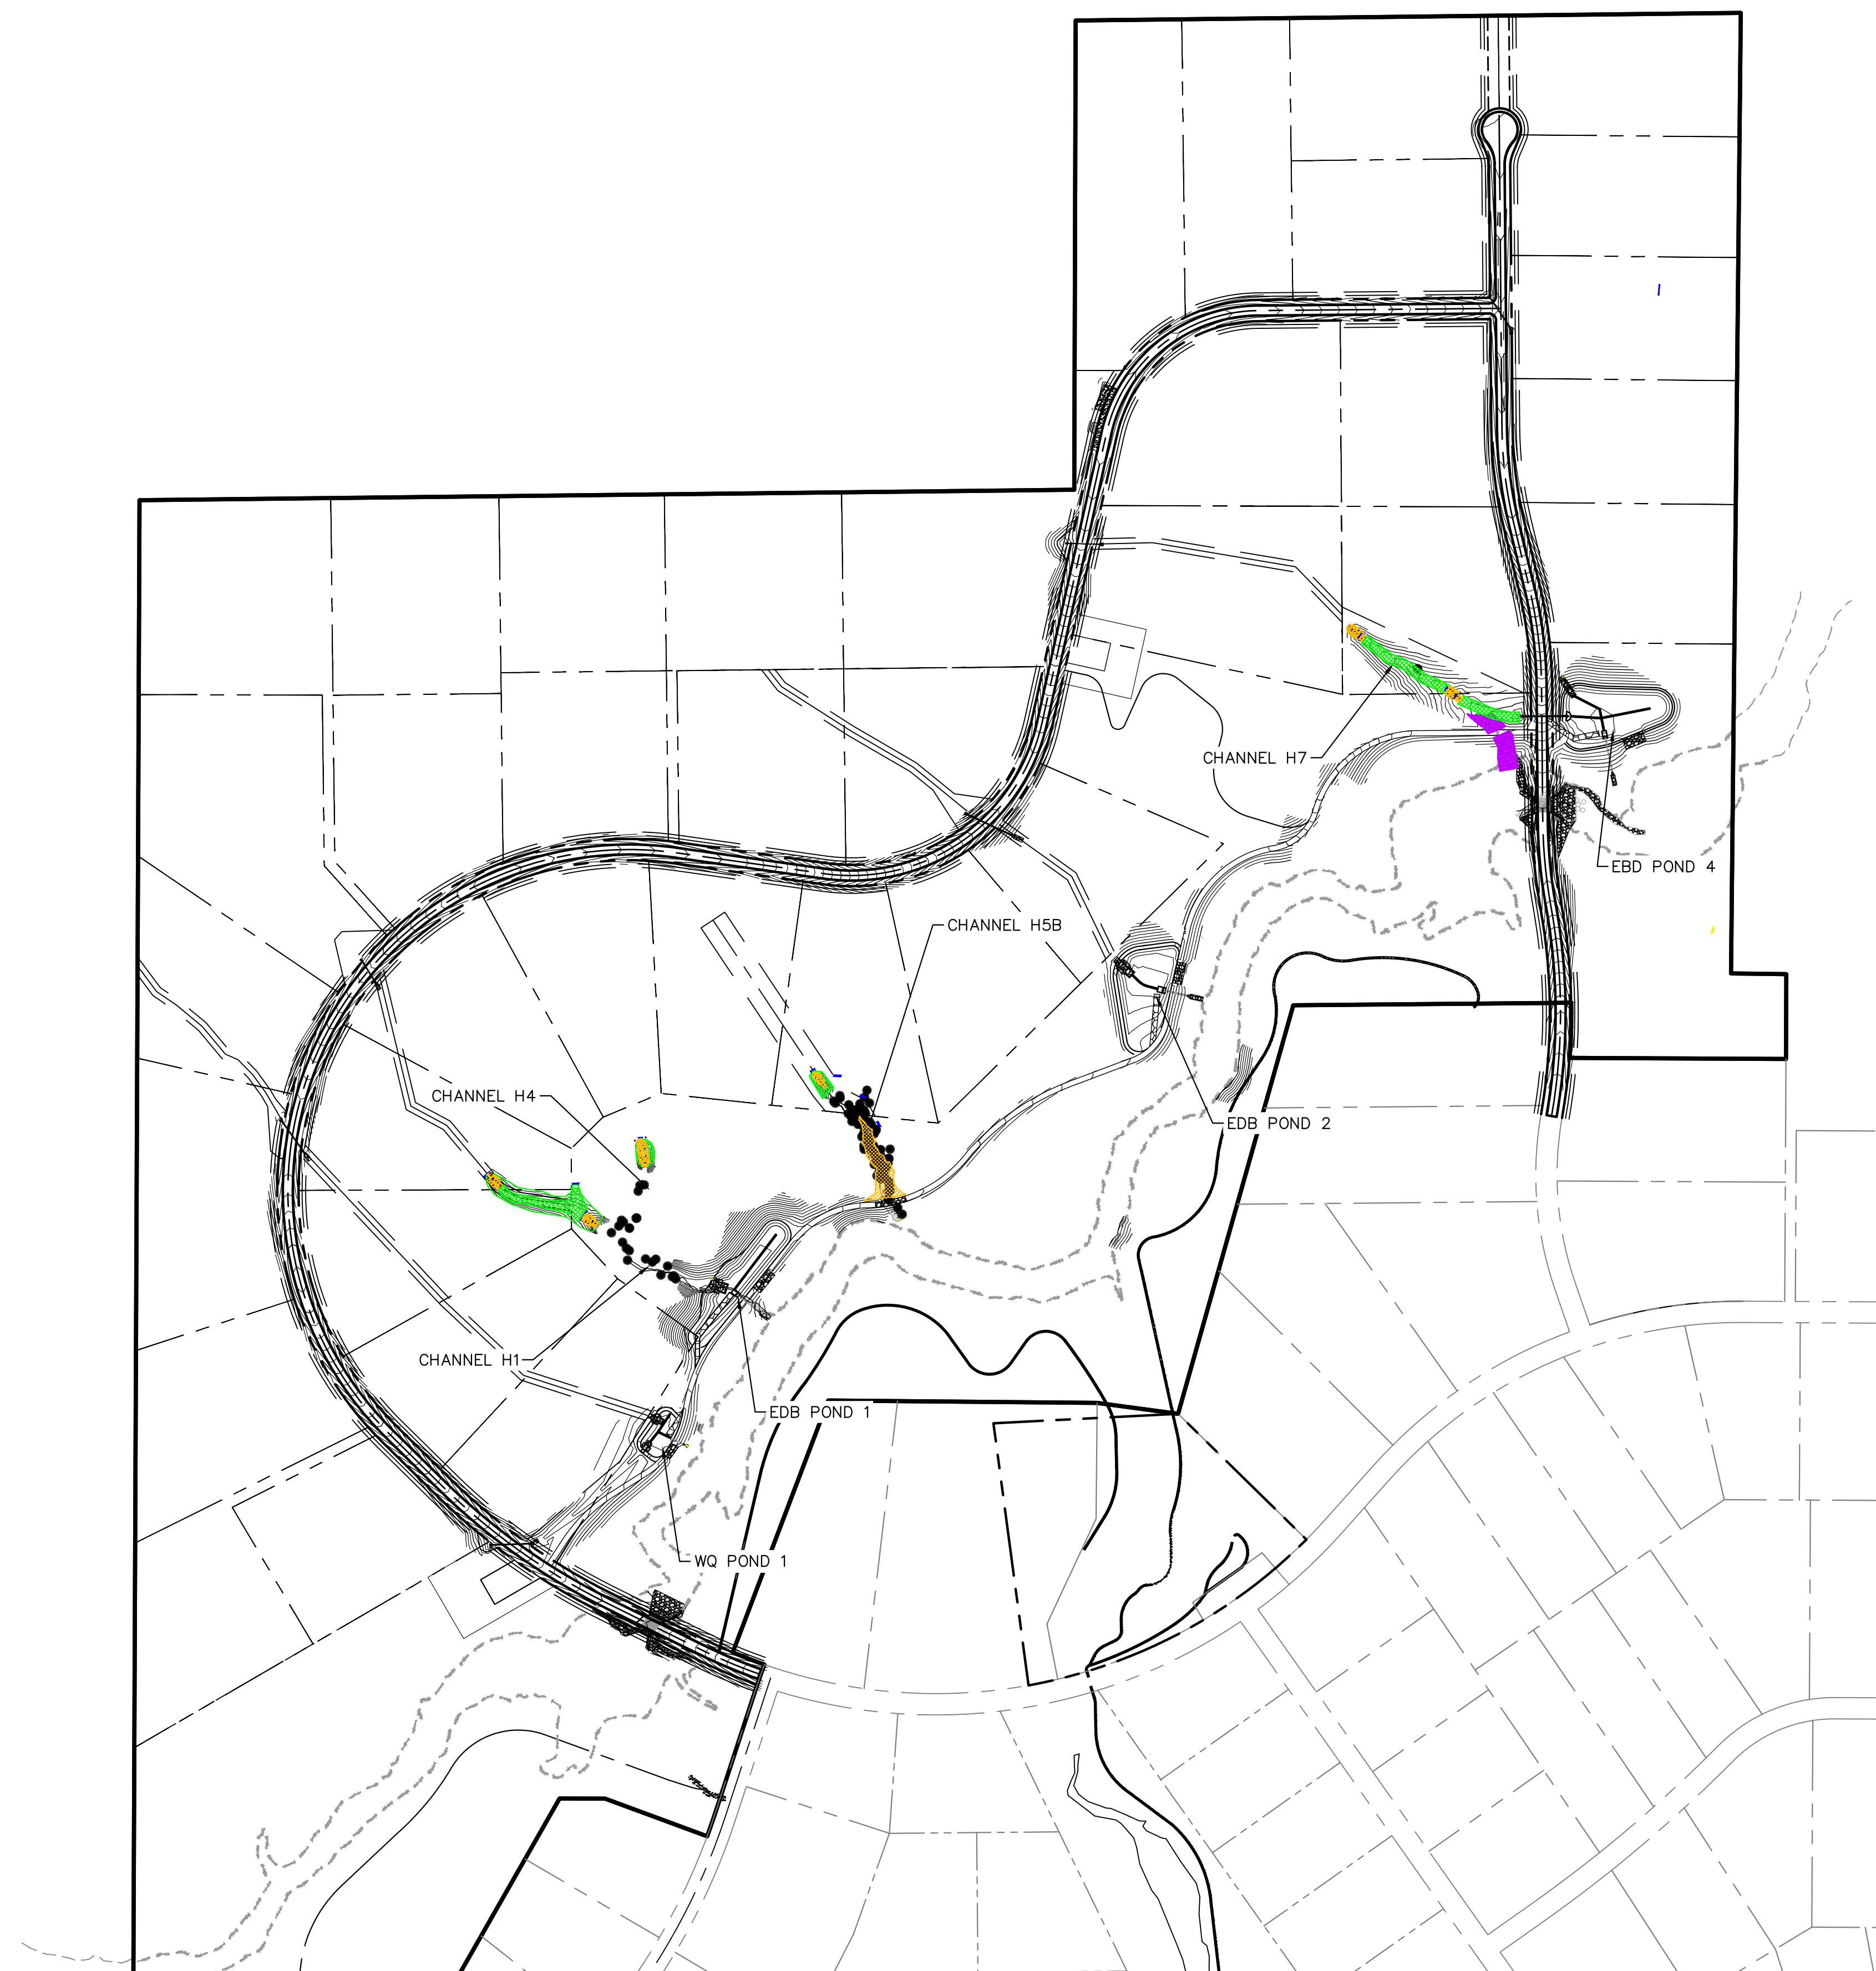 CHANNEL H7
EBD POND 4
CHANNEL H5B
CHANNEL H4
EDB POND 2
CHANNEL H1
EDB POND 1
WQ POND 1